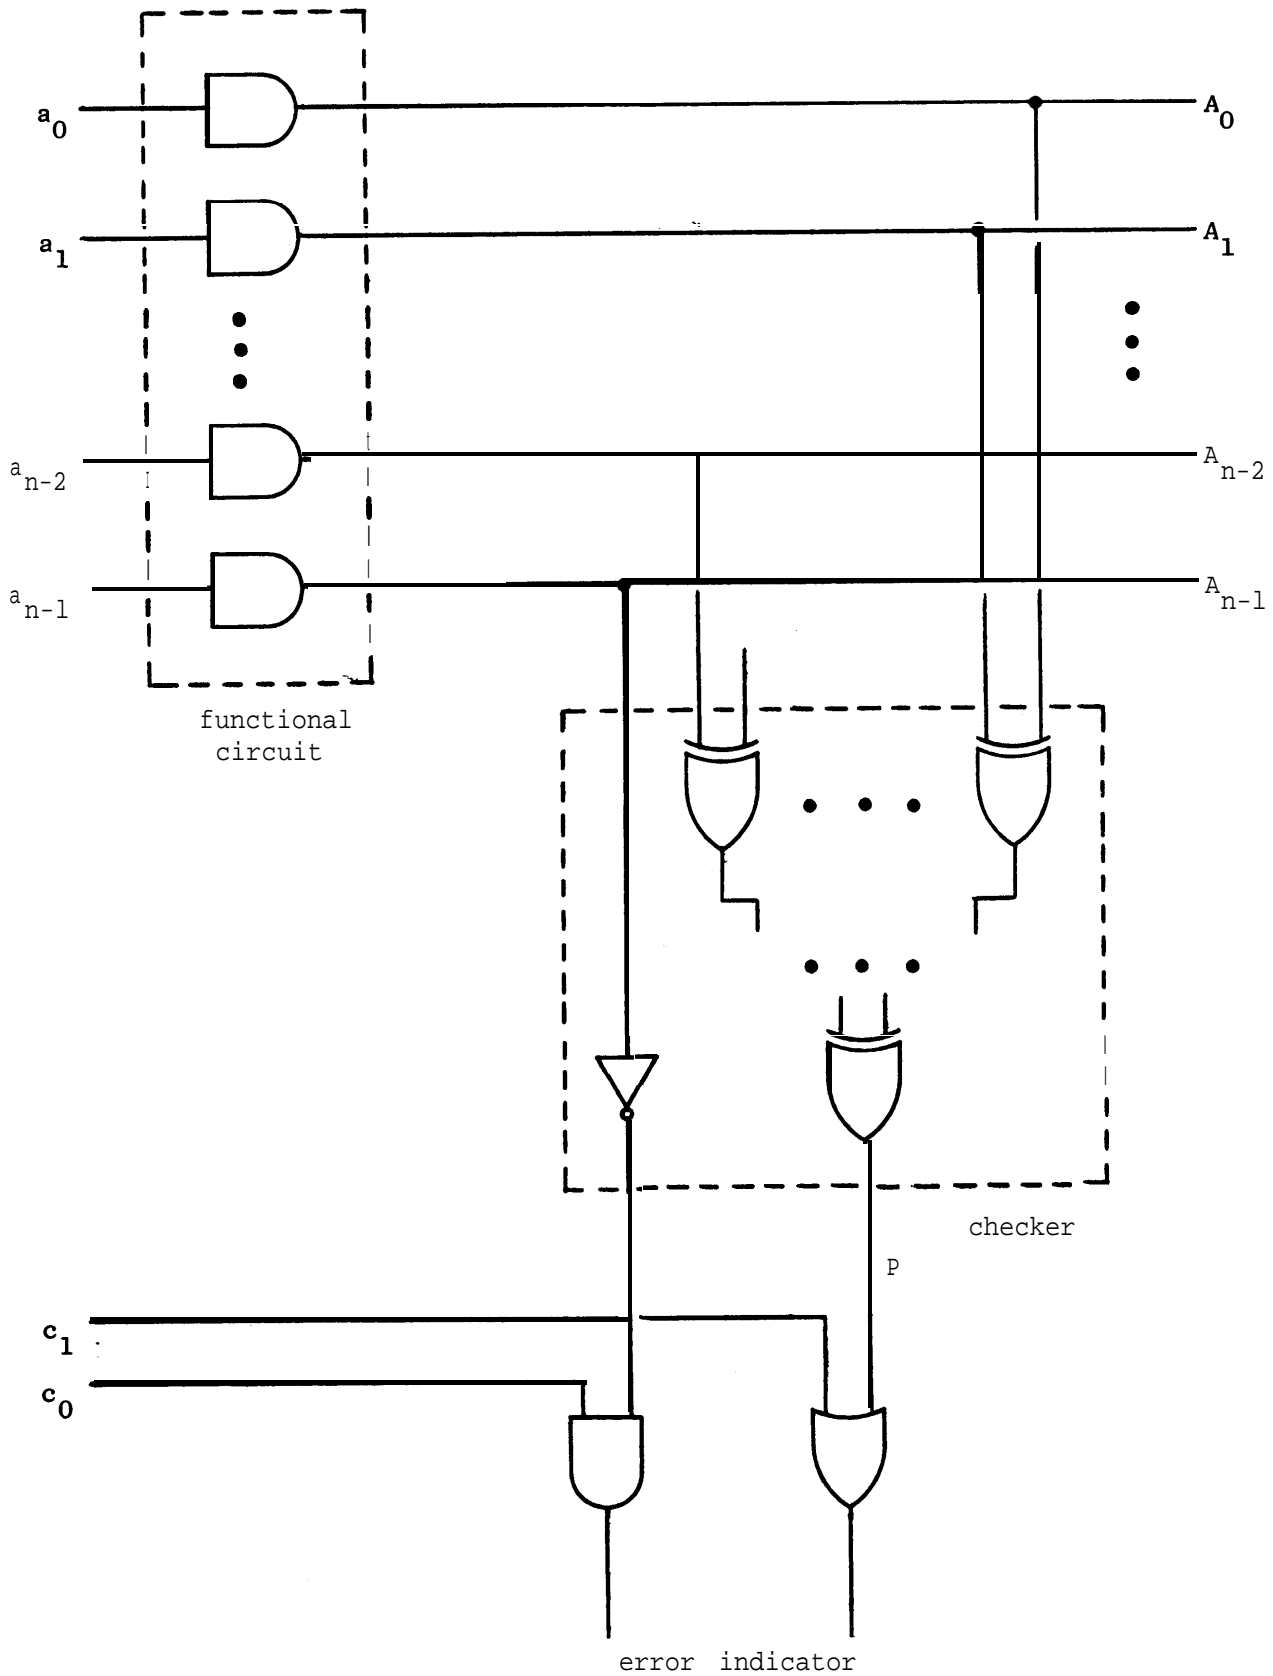 a0
A0
a1
A1
an-2
An-2
an-1
An-1
functional
circuit
checker
p
c1
c0
error indicator